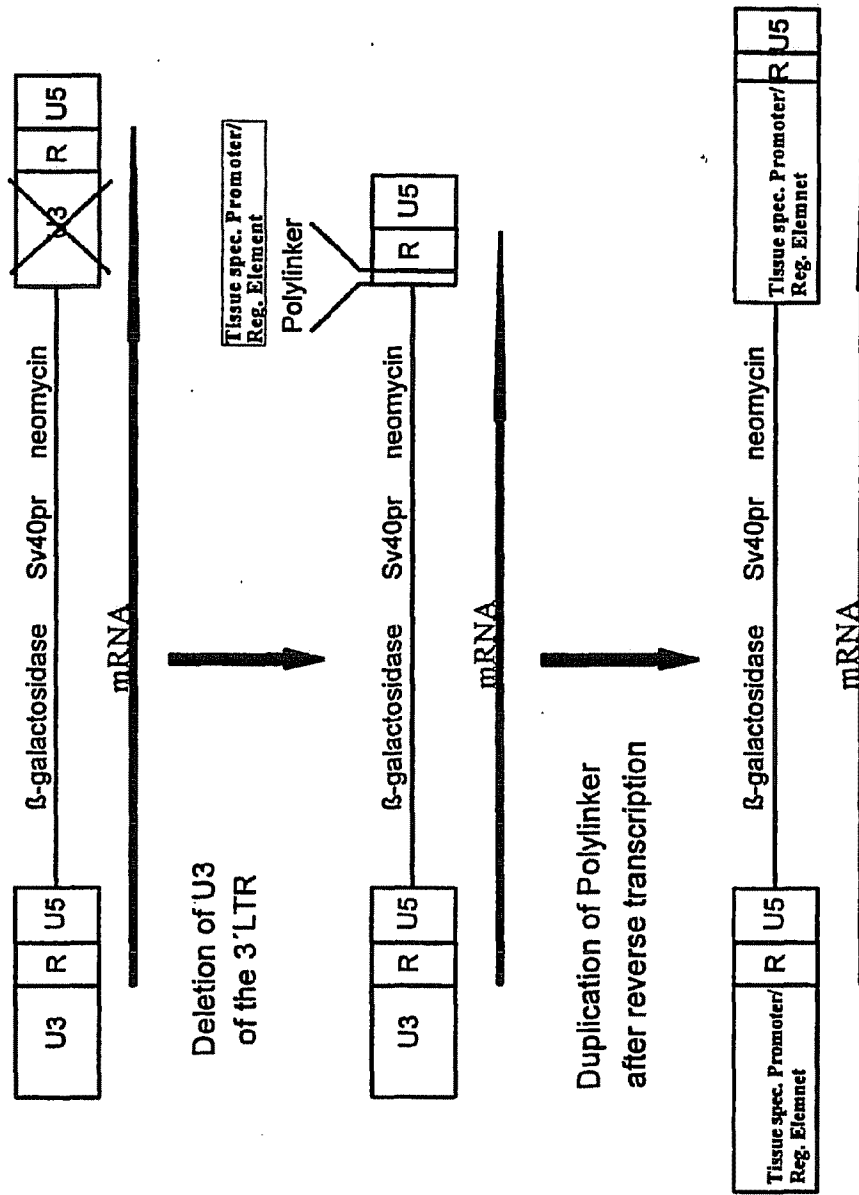 U3 R U5 ß-galactosidase Sv40pr neomycin U3 R U5
mRNA
Deletion of U3
of the 3´LTR
Tissue spec. Promoter/
Reg. Element
Polylinker
U3 R U5 ß-galactosidase Sv40pr neomycin R U5
mRNA
Duplication of Polylinker
after reverse transcription
Tissue spec. Promoter/
Reg. Elemnet
R U5 ß-galactosidase Sv40pr neomycin
Tissue spec. Promoter/
Reg. Elemnet
R U5
mRNA